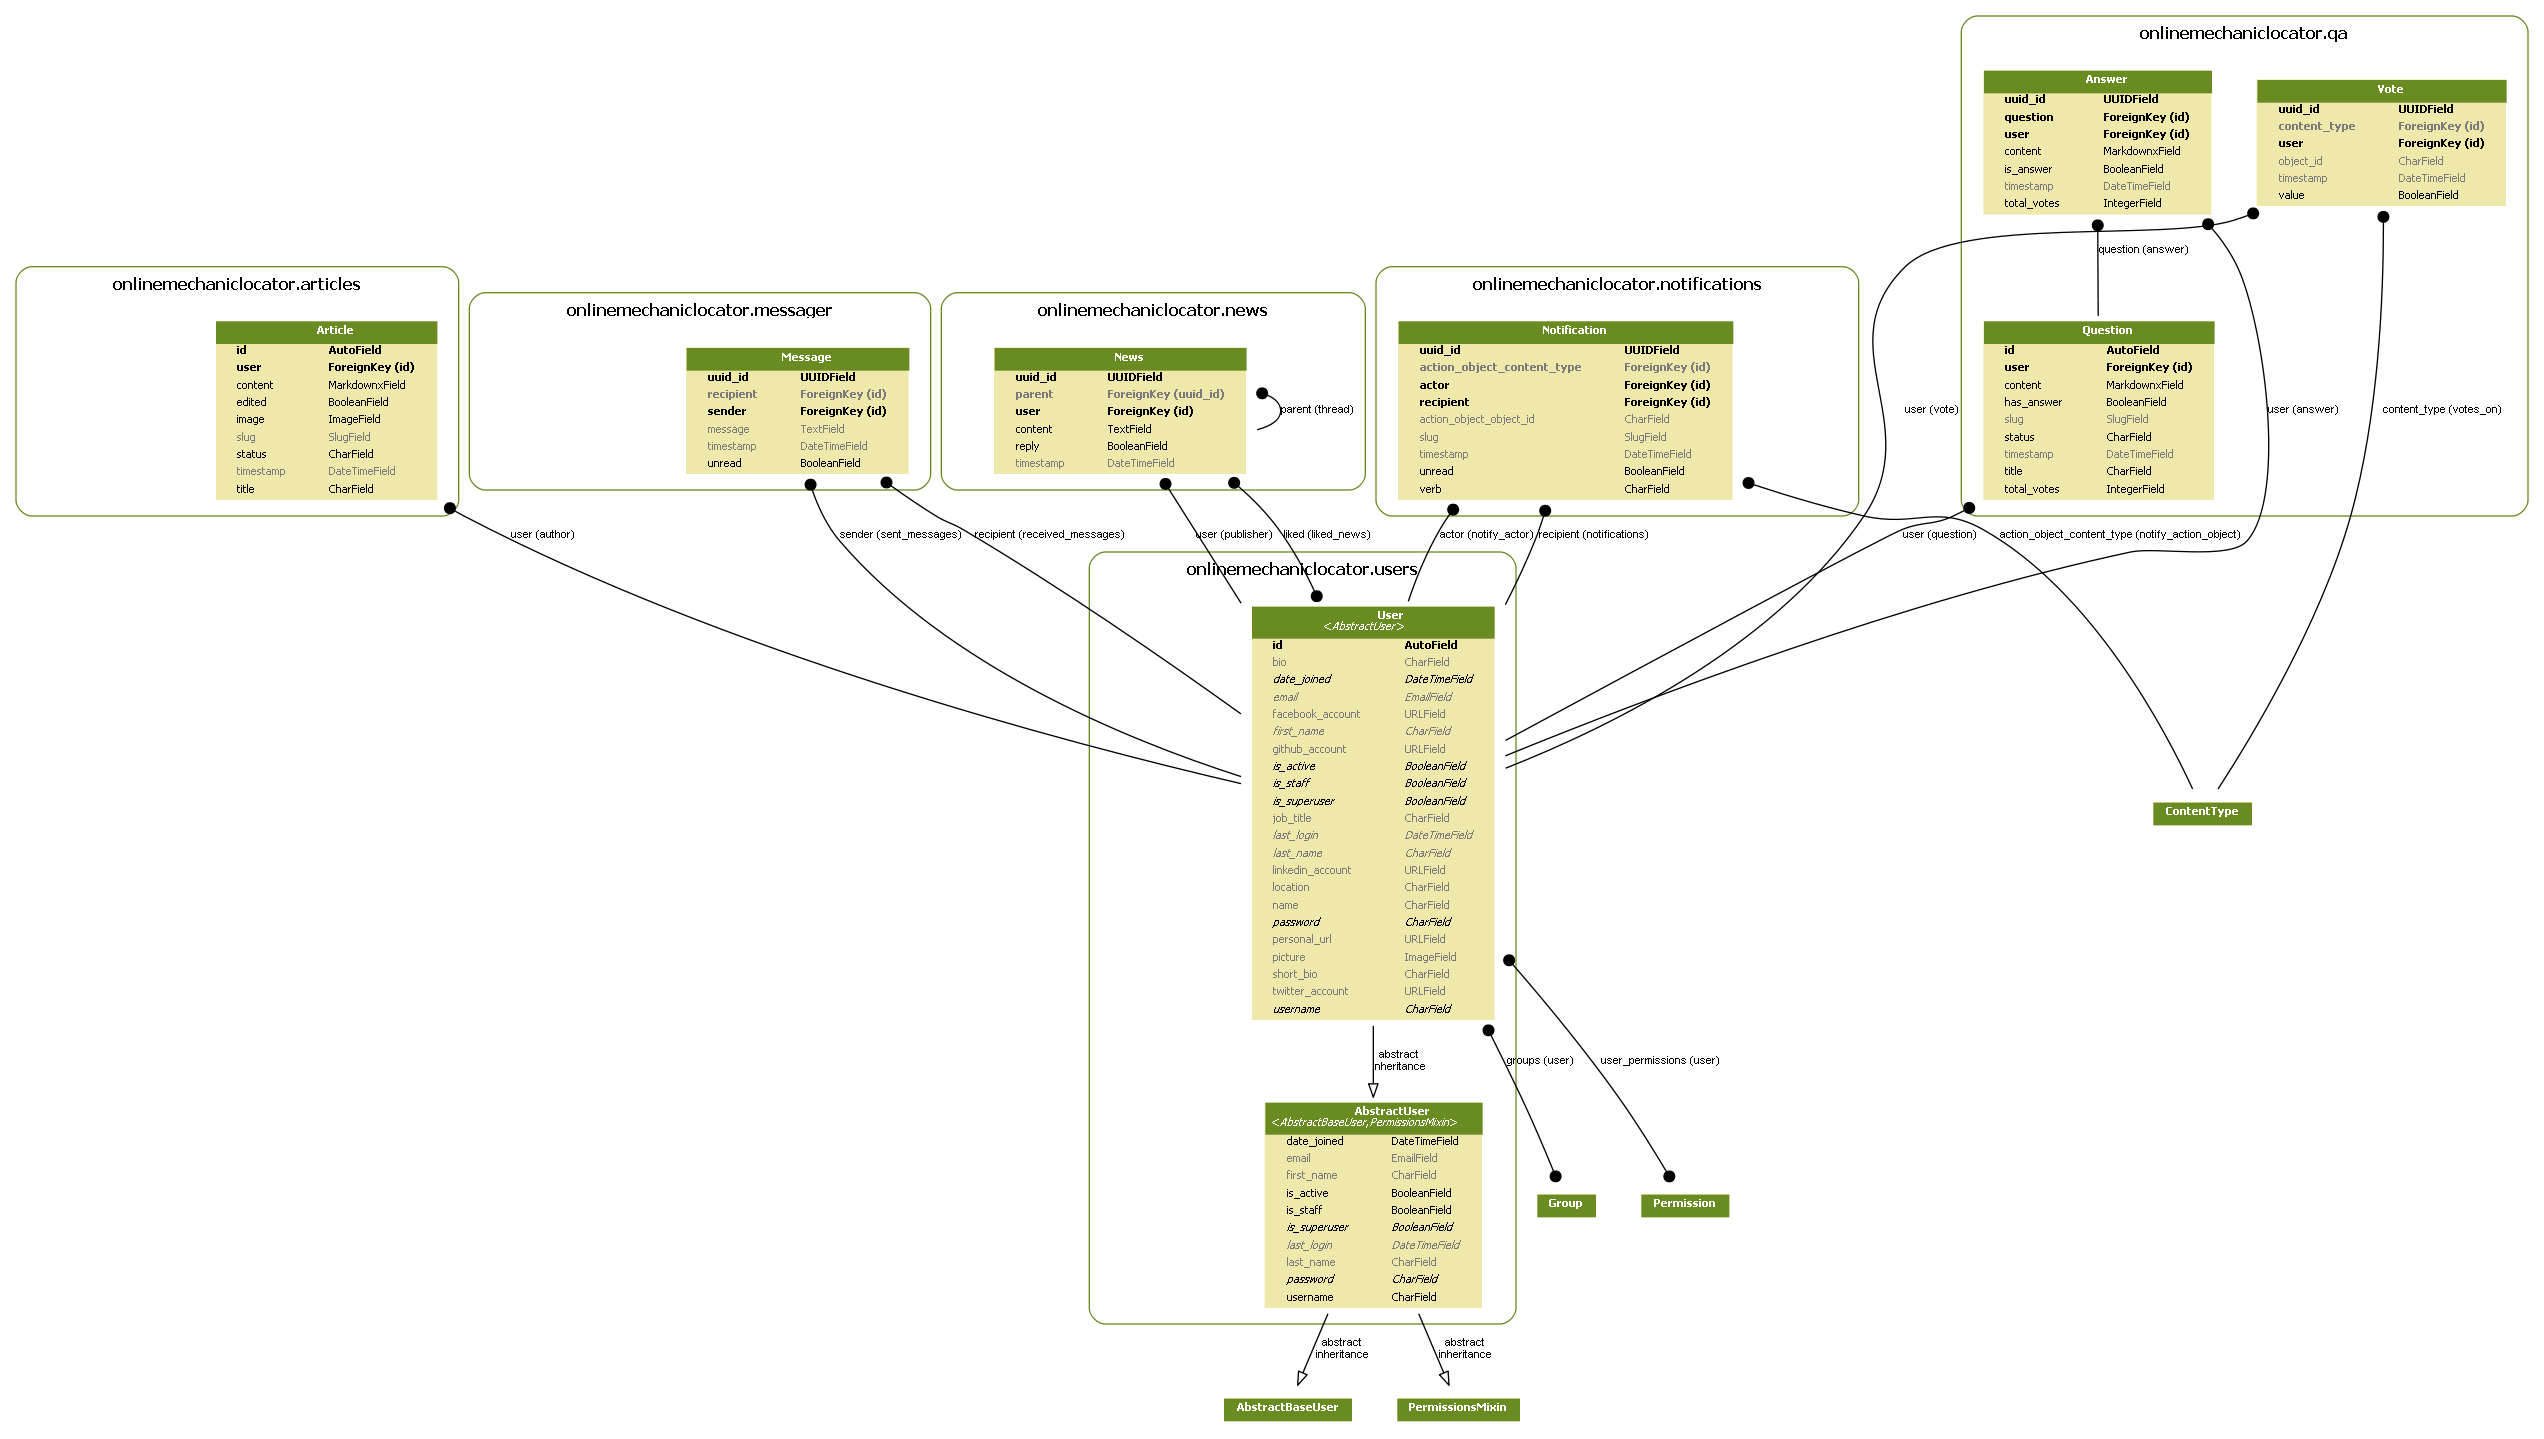 onlinemechaniclocator.qa
Answer
uuid_id UUIDField
question ForeignKey (id)
user ForeignKey (id)
content MarkdownxField
is_answer BooleanField
timestamp DateTimeField
total_votes IntegerField
Vote
uuid_id UUIDField
content_type ForeignKey (id)
user ForeignKey (id)
object_id CharField
timestamp DateTimeField
value BooleanField
question (answer)
onlinemechaniclocator.articles
Article
id AutoField
user ForeignKey (id)
content MarkdownxField
edited BooleanField
image ImageField
slug SlugField
status CharField
timestamp DateTimeField
title CharField
onlinemechaniclocator.messager
Message
uuid_id UUIDField
recipient ForeignKey (id)
sender ForeignKey (id)
message TextField
timestamp DateTimeField
unread BooleanField
onlinemechaniclocator.news
News
uuid_id UUIDField
parent ForeignKey (uuid_id)
user ForeignKey (id)
content TextField
reply BooleanField
timestamp DateTimeField
parent (thread)
onlinemechaniclocator.notifications
Notification
uuid_id UUIDField
action_object_content_type ForeignKey (id)
actor ForeignKey (id)
recipient ForeignKey (id)
action_object_object_id CharField
slug SlugField
timestamp DateTimeField
unread BooleanField
verb CharField
Question
id AutoField
user ForeignKey (id)
content MarkdownxField
has_answer BooleanField
slug SlugField
status CharField
timestamp DateTimeField
title CharField
total_votes IntegerField
user (vote)
user (answer)
content_type (votes_on)
user (author)
sender (sent_messages)
recipient (received_messages)
user (publisher)
liked (liked_news)
actor (notify_actor)
recipient (notifications)
user (question)
action_object_content_type (notify_action_object)
onlinemechaniclocator.users
User
<AbstractUser>
id AutoField
bio CharField
date_joined DateTimeField
email EmailField
facebook_account URLField
first_name CharField
github_account URLField
is_active BooleanField
is_staff BooleanField
is_superuser BooleanField
job_title CharField
last_login DateTimeField
last_name CharField
linkedin_account URLField
location CharField
name CharField
password CharField
personal_url URLField
picture ImageField
short_bio CharField
twitter_account URLField
username CharField
ContentType
abstract
inheritance
groups (user)
user_permissions (user)
AbstractUser
<AbstractBaseUser,PermissionsMixin>
date_joined DateTimeField
email EmailField
first_name CharField
is_active BooleanField
is_staff BooleanField
is_superuser BooleanField
last_login DateTimeField
last_name CharField
password CharField
username CharField
Group
Permission
abstract
inheritance
abstract
inheritance
AbstractBaseUser
PermissionsMixin